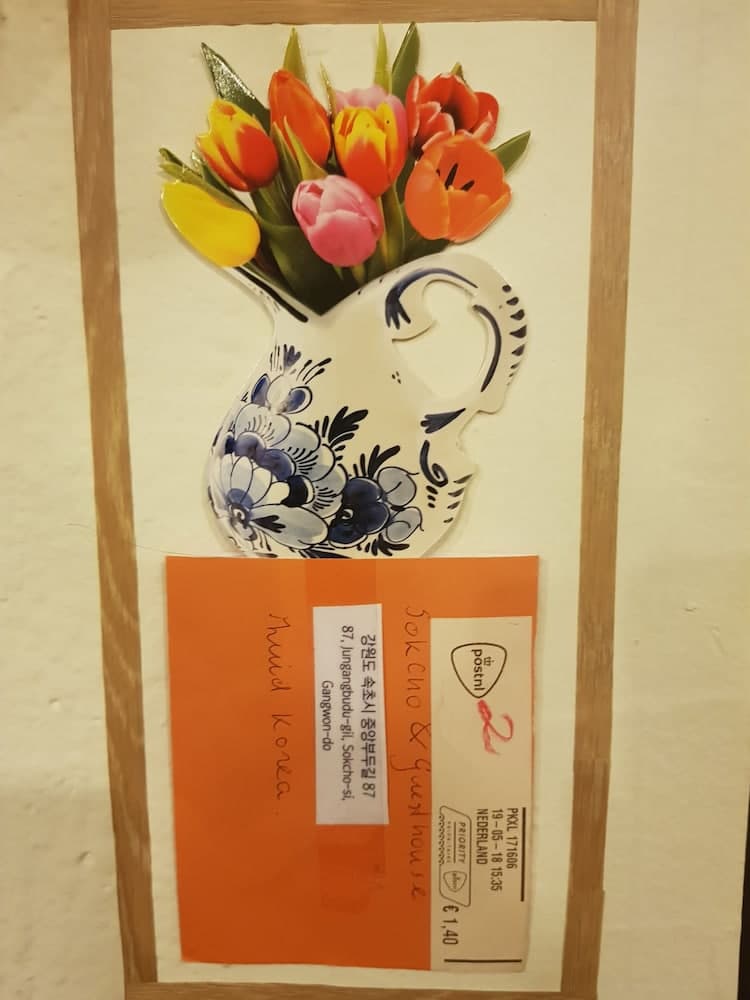 postnl
PKXL 171606
19-05-18 15:35
NEDERLAND
PRIORITY
€ 1,40
Sokcho & Guesthouse
강원도 속초시 중앙부두길 87
87, Jungangbudu-gil, Sokcho-si,
Gangwon-do
Zuid Korea.